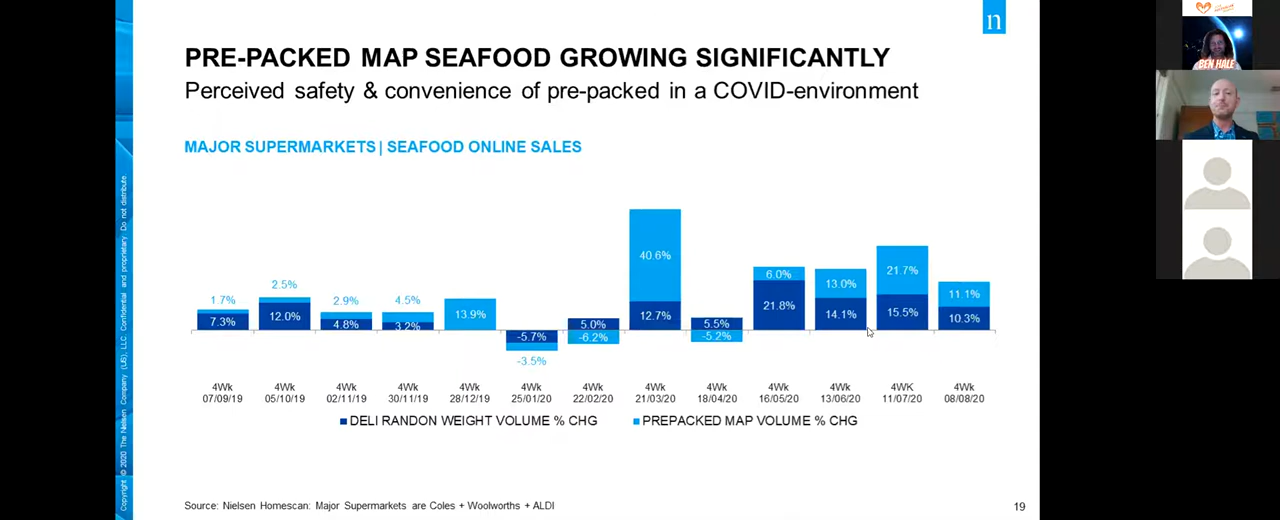 n
PRE-PACKED MAP SEAFOOD GROWING SIGNIFICANTLY
Perceived safety & convenience of pre-packed in a COVID-environment
MAJOR SUPERMARKETS | SEAFOOD ONLINE SALES
1.7% 2.5% 2.9% 4.5% 13.9% -3.5% -6.2% 40.6% -5.2% 6.0% 13.0% 21.7% 11.1%
7.3% 12.0% 4.8% 3.2% -5.7% 5.0% 12.7% 5.5% 21.8% 14.1% 15.5% 10.3%
4Wk 4Wk 4Wk 4Wk 4Wk 4Wk 4Wk 4Wk 4Wk 4Wk 4Wk 4WK 4Wk
07/09/19 05/10/19 02/11/19 30/11/19 28/12/19 25/01/20 22/02/20 21/03/20 18/04/20 16/05/20 13/06/20 11/07/20 08/08/20
DELI RANDON WEIGHT VOLUME % CHG PREPACKED MAP VOLUME % CHG
Source: Nielsen Homescan: Major Supermarkets are Coles + Woolworths + ALDI
19
Copyright © 2020 The Nielsen Company (US), LLC. Confidential and proprietary. Do not distribute.
BEN HALE